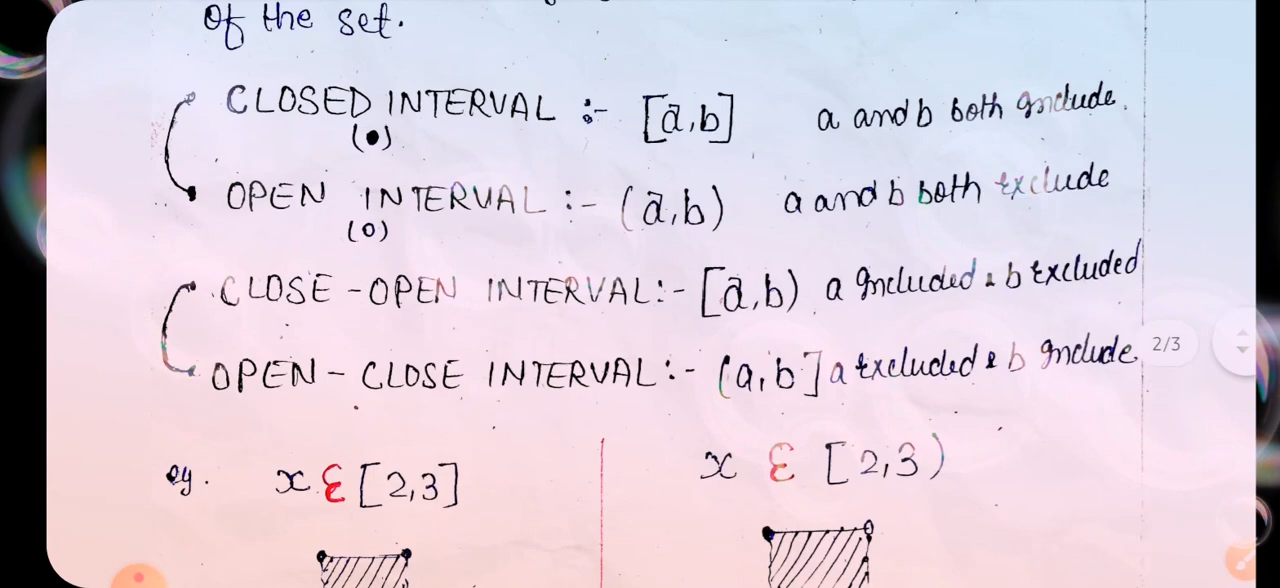 of the set.
CLOSED INTERVAL :- [a,b] a and b both include.
(•)
OPEN INTERVAL :- (a,b) a and b both exclude
(o)
CLOSE-OPEN INTERVAL:- [a,b) a included & b Excluded
OPEN-CLOSE INTERVAL:- (a,b] a Excluded & b include
2/3
eg. x ε [2,3] x ε [2,3)